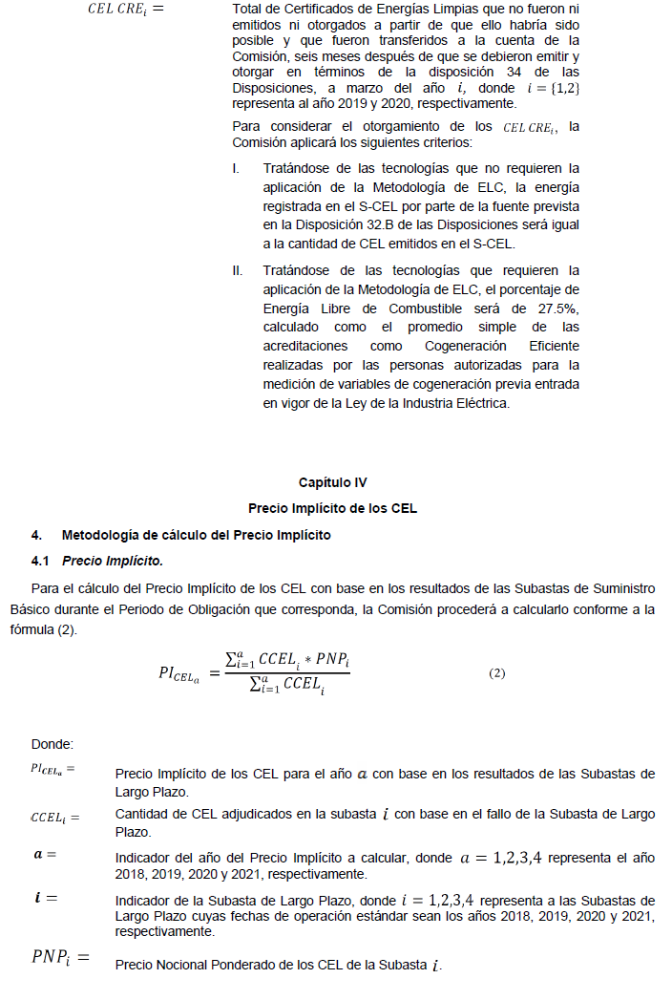 CEL CREᵢ = Total de Certificados de Energías Limpias que no fueron ni
emitidos ni otorgados a partir de que ello habría sido
posible y que fueron transferidos a la cuenta de la
Comisión, seis meses después de que se debieron emitir y
otorgar en términos de la disposición 34 de las
Disposiciones, a marzo del año i, donde i = {1,2}
representa al año 2019 y 2020, respectivamente.
Para considerar el otorgamiento de los CEL CREᵢ, la
Comisión aplicará los siguientes criterios:
I. Tratándose de las tecnologías que no requieren la
aplicación de la Metodología de ELC, la energía
registrada en el S-CEL por parte de la fuente prevista
en la Disposición 32.B de las Disposiciones será igual
a la cantidad de CEL emitidos en el S-CEL.
II. Tratándose de las tecnologías que requieren la
aplicación de la Metodología de ELC, el porcentaje de
Energía Libre de Combustible será de 27.5%,
calculado como el promedio simple de las
acreditaciones como Cogeneración Eficiente
realizadas por las personas autorizadas para la
medición de variables de cogeneración previa entrada
en vigor de la Ley de la Industria Eléctrica.
Capítulo IV
Precio Implícito de los CEL
4. Metodología de cálculo del Precio Implícito
4.1 Precio Implícito.
Para el cálculo del Precio Implícito de los CEL con base en los resultados de las Subastas de Suministro
Básico durante el Periodo de Obligación que corresponda, la Comisión procederá a calcularlo conforme a la
fórmula (2).
PI_{CEL_a} = \frac{\sum_{i=1}^{a} CCEL_i * PNP_i}{\sum_{i=1}^{a} CCEL_i} (2)
Donde:
PI_{CEL_a} = Precio Implícito de los CEL para el año a con base en los resultados de las Subastas de
Largo Plazo.
CCELᵢ = Cantidad de CEL adjudicados en la subasta i con base en el fallo de la Subasta de Largo
Plazo.
a = Indicador del año del Precio Implícito a calcular, donde a = 1,2,3,4 representa el año
2018, 2019, 2020 y 2021, respectivamente.
i = Indicador de la Subasta de Largo Plazo, donde i = 1,2,3,4 representa a las Subastas de
Largo Plazo cuyas fechas de operación estándar sean los años 2018, 2019, 2020 y 2021,
respectivamente.
PNPᵢ = Precio Nocional Ponderado de los CEL de la Subasta i.